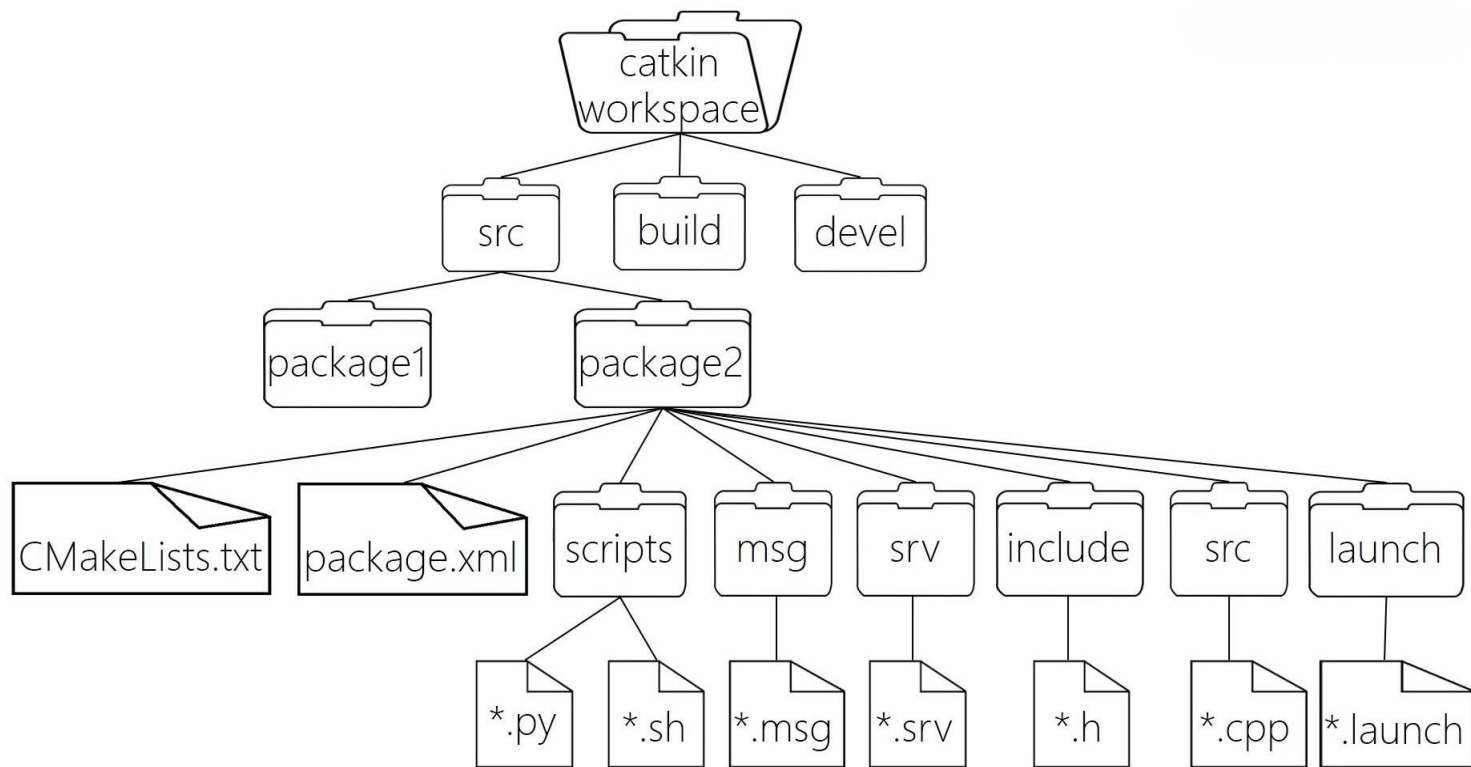 catkin
workspace
src
build
devel
package1
package2
CMakeLists.txt
package.xml
scripts
msg
srv
include
src
launch
*.py
*.sh
*.msg
*.srv
*.h
*.cpp
*.launch